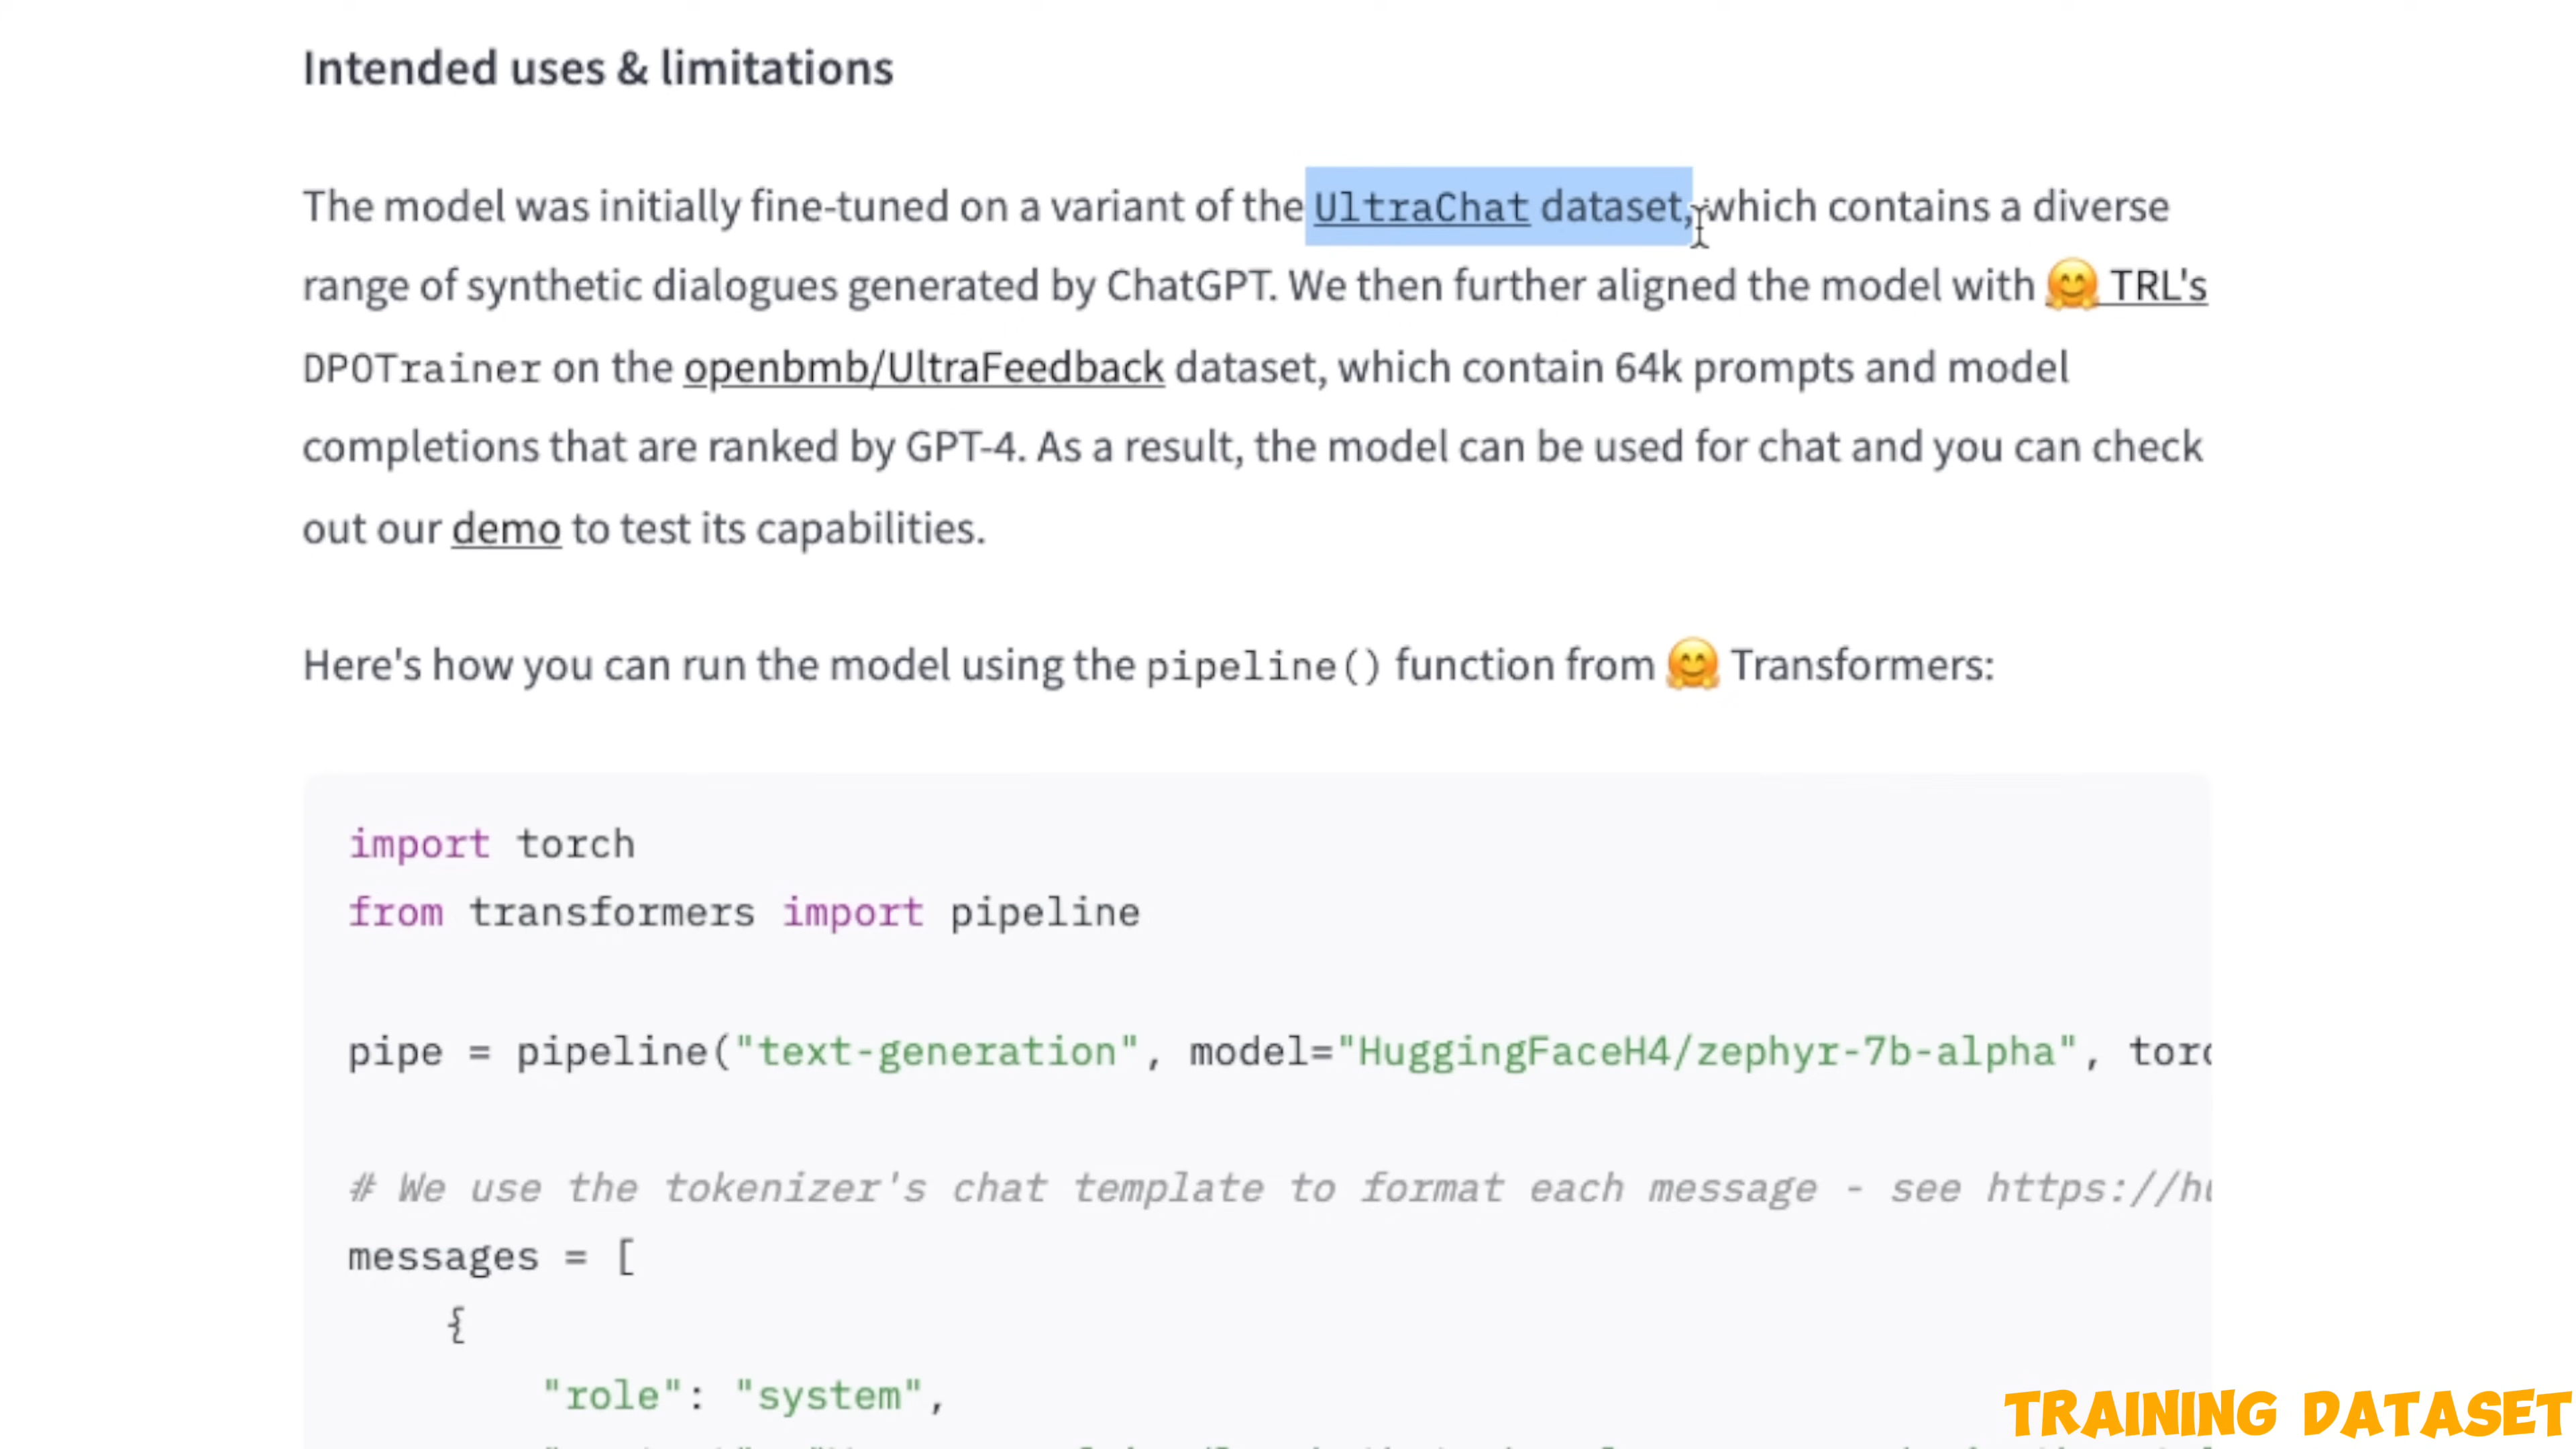 Intended uses & limitations
The model was initially fine-tuned on a variant of the UltraChat dataset, which contains a diverse
range of synthetic dialogues generated by ChatGPT. We then further aligned the model with 🤗 TRL's
DPOTrainer on the openbmb/UltraFeedback dataset, which contain 64k prompts and model
completions that are ranked by GPT-4. As a result, the model can be used for chat and you can check
out our demo to test its capabilities.
Here's how you can run the model using the pipeline() function from 🤗 Transformers:
import torch
from transformers import pipeline
pipe = pipeline("text-generation", model="HuggingFaceH4/zephyr-7b-alpha", torc
# We use the tokenizer's chat template to format each message - see https://hu
messages = [
    {
        "role": "system",
TRAINING DATASET